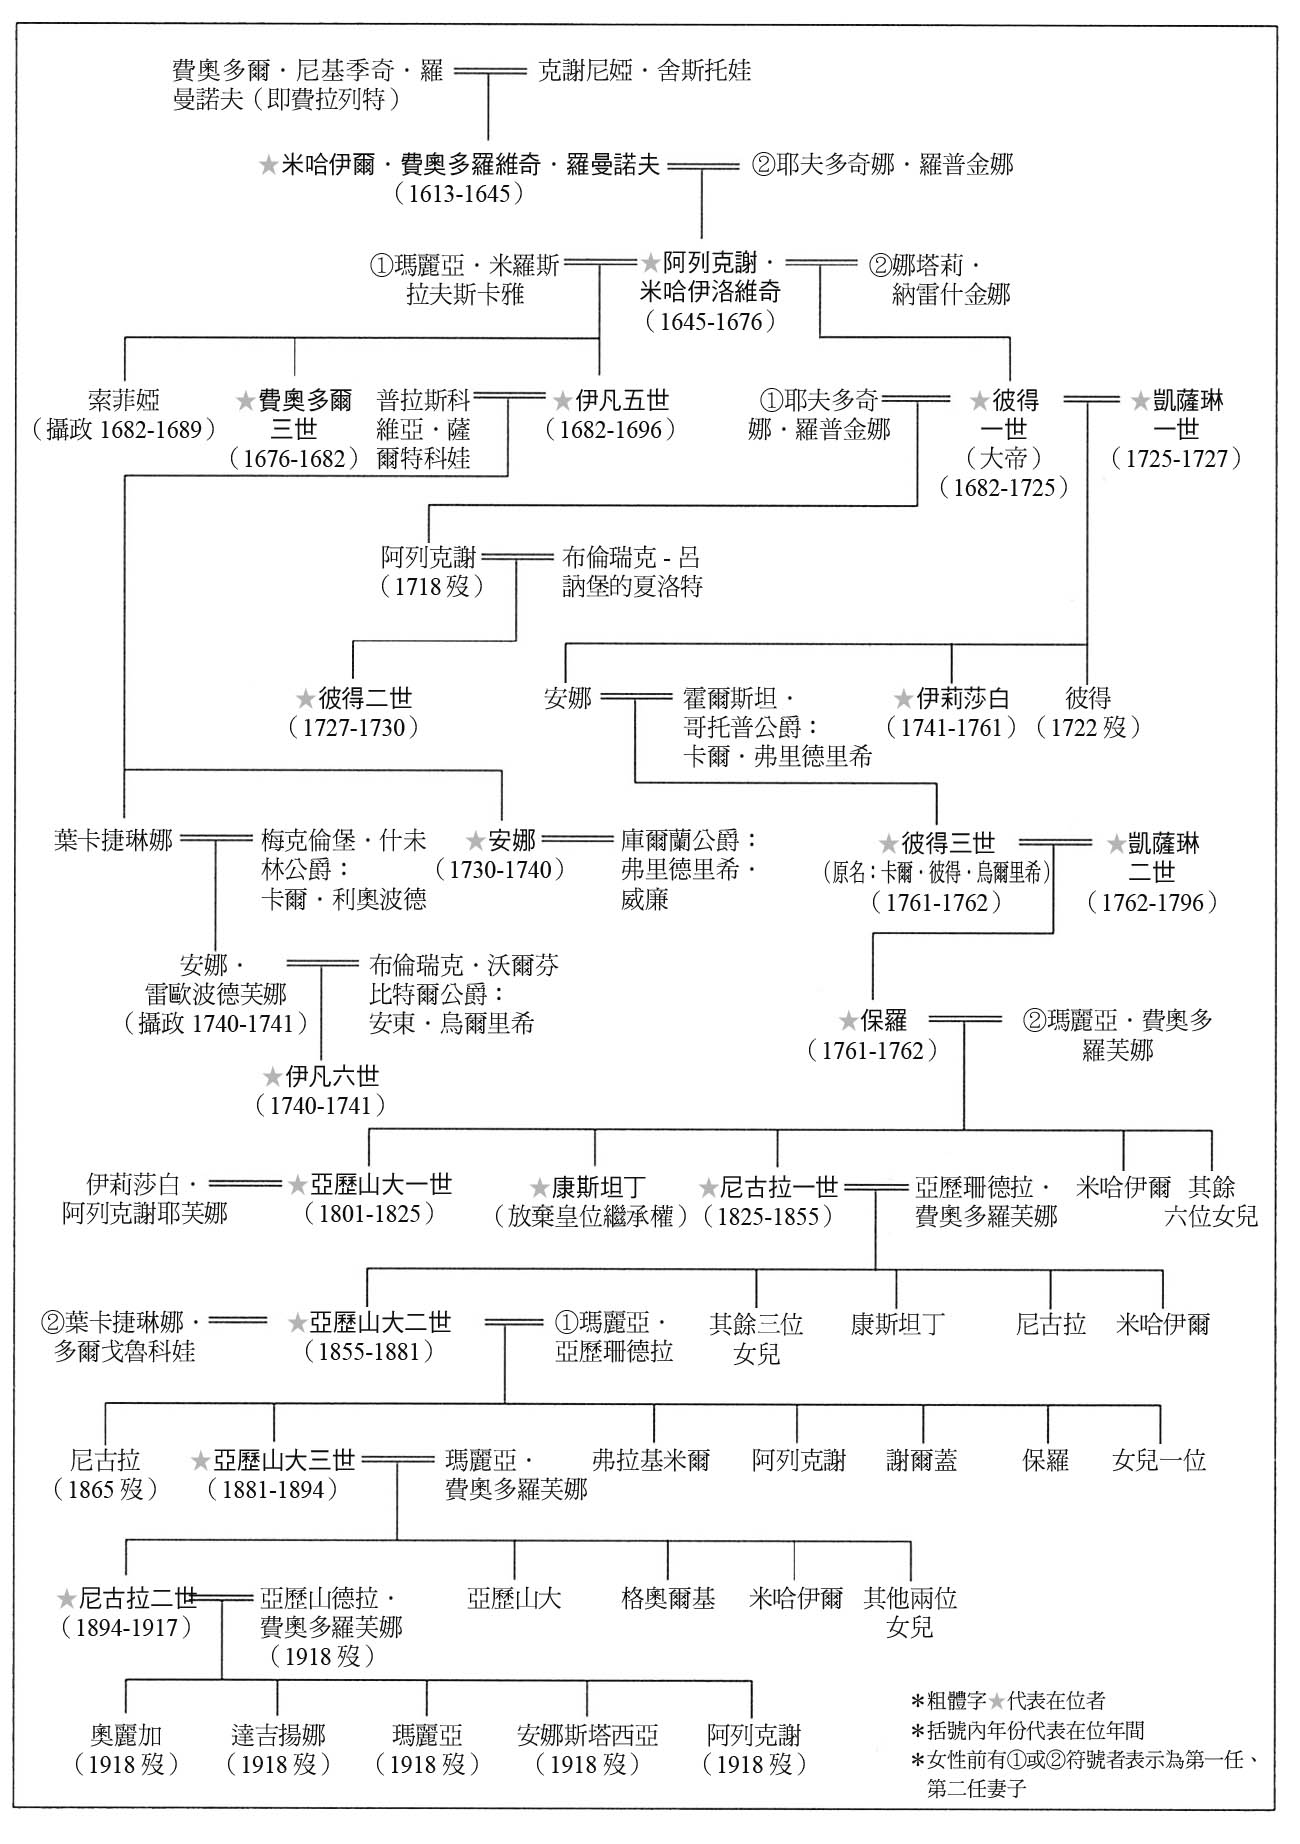 費奧多爾・尼基季奇・羅
曼諾夫（即費拉列特）
克謝尼婭・舍斯托娃
★米哈伊爾・費奧多羅維奇・羅曼諾夫
（1613-1645）
②耶夫多奇娜・羅普金娜
①瑪麗亞・米羅斯
拉夫斯卡雅
★阿列克謝・
米哈伊洛維奇
（1645-1676）
②娜塔莉・
納雷什金娜
索菲婭
（攝政 1682-1689）
★費奧多爾
三世
（1676-1682）
普拉斯科
維亞・薩
爾特科娃
★伊凡五世
（1682-1696）
①耶夫多奇
娜・羅普金娜
★彼得
一世
（大帝）
（1682-1725）
★凱薩琳
一世
（1725-1727）
阿列克謝
（1718 歿）
布倫瑞克 - 呂
訥堡的夏洛特
★彼得二世
（1727-1730）
安娜
霍爾斯坦・
哥托普公爵：
卡爾・弗里德里希
★伊莉莎白
（1741-1761）
彼得
（1722 歿）
葉卡捷琳娜
梅克倫堡・什未
林公爵：
卡爾・利奧波德
★安娜
（1730-1740）
庫爾蘭公爵：
弗里德里希・
威廉
★彼得三世
（原名：卡爾・彼得・烏爾里希）
（1761-1762）
★凱薩琳
二世
（1762-1796）
安娜・
雷歐波德芙娜
（攝政 1740-1741）
布倫瑞克・沃爾芬
比特爾公爵：
安東・烏爾里希
★保羅
（1761-1762）
②瑪麗亞・費奧多
羅芙娜
★伊凡六世
（1740-1741）
伊莉莎白・
阿列克謝耶芙娜
★亞歷山大一世
（1801-1825）
★康斯坦丁
（放棄皇位繼承權）
★尼古拉一世
（1825-1855）
亞歷珊德拉・
費奧多羅芙娜
米哈伊爾
其餘
六位女兒
②葉卡捷琳娜・
多爾戈魯科娃
★亞歷山大二世
（1855-1881）
①瑪麗亞・
亞歷珊德拉
其餘三位
女兒
康斯坦丁
尼古拉
米哈伊爾
尼古拉
（1865 歿）
★亞歷山大三世
（1881-1894）
瑪麗亞・
費奧多羅芙娜
弗拉基米爾
阿列克謝
謝爾蓋
保羅
女兒一位
★尼古拉二世
（1894-1917）
亞歷山德拉・
費奧多羅芙娜
（1918 歿）
亞歷山大
格奧爾基
米哈伊爾
其他兩位
女兒
奧麗加
（1918 歿）
達吉揚娜
（1918 歿）
瑪麗亞
（1918 歿）
安娜斯塔西亞
（1918 歿）
阿列克謝
（1918 歿）
＊粗體字★代表在位者
＊括號內年份代表在位年間
＊女性前有①或②符號者表示為第一任、
第二任妻子